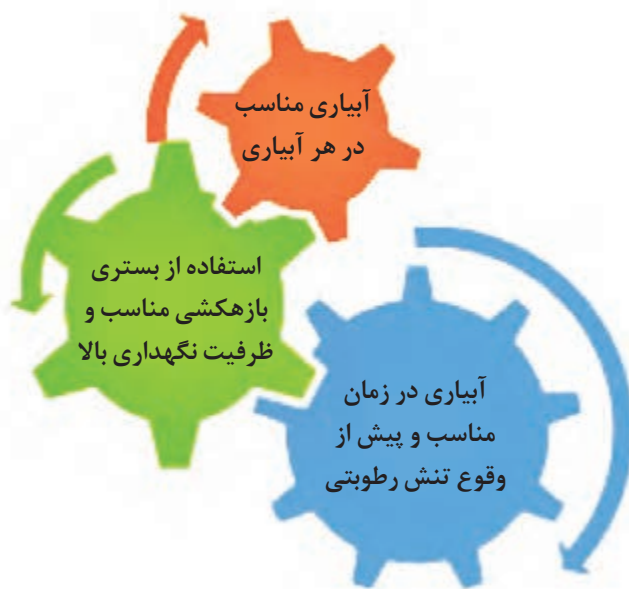 آبیاری مناسب
در هر آبیاری
استفاده از بستری
بازهکشی مناسب و
ظرفیت نگهداری بالا
آبیاری در زمان
مناسب و پیش از
وقوع تنش رطوبتی